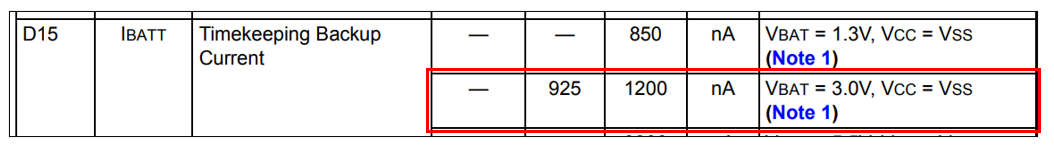 D15 IBATT Timekeeping Backup Current — — 850 nA VBAT = 1.3V, VCC = VSS
(Note 1)
— 925 1200 nA VBAT = 3.0V, VCC = VSS
(Note 1)